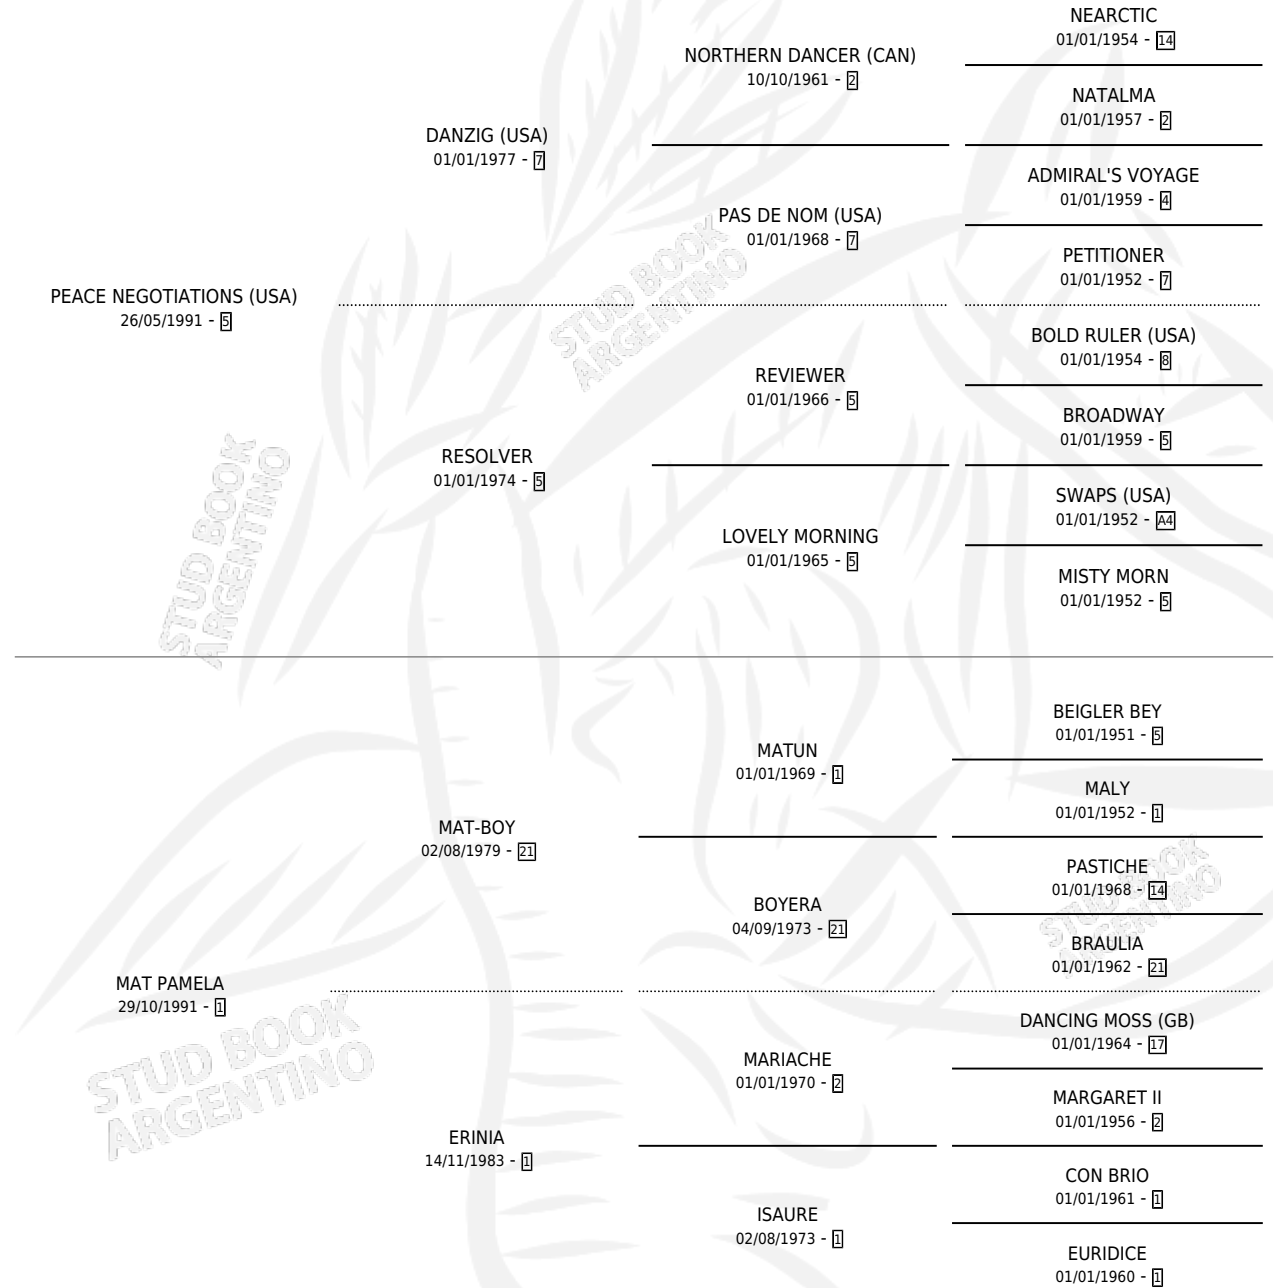 NEARCTIC
01/01/1954 - 14
NORTHERN DANCER (CAN)
10/10/1961 - 2
NATALMA
01/01/1957 - 2
DANZIG (USA)
01/01/1977 - 7
ADMIRAL'S VOYAGE
01/01/1959 - 4
PAS DE NOM (USA)
01/01/1968 - 7
PETITIONER
01/01/1952 - 7
PEACE NEGOTIATIONS (USA)
26/05/1991 - 5
BOLD RULER (USA)
01/01/1954 - 8
REVIEWER
01/01/1966 - 5
BROADWAY
01/01/1959 - 5
RESOLVER
01/01/1974 - 5
SWAPS (USA)
01/01/1952 - A4
LOVELY MORNING
01/01/1965 - 5
MISTY MORN
01/01/1952 - 5
BEIGLER BEY
01/01/1951 - 5
MATUN
01/01/1969 - 1
MALY
01/01/1952 - 1
MAT-BOY
02/08/1979 - 21
PASTICHE
01/01/1968 - 14
BOYERA
04/09/1973 - 21
BRAULIA
01/01/1962 - 21
MAT PAMELA
29/10/1991 - 1
DANCING MOSS (GB)
01/01/1964 - 17
MARIACHE
01/01/1970 - 2
MARGARET II
01/01/1956 - 2
ERINIA
14/11/1983 - 1
CON BRIO
01/01/1961 - 1
ISAURE
02/08/1973 - 1
EURIDICE
01/01/1960 - 1
STUD BOOK
ARGENTINO
STUD BOOK
ARGENTINO
STUD BOOK
ARGENTINO
STUD BOOK
ARGENTINO